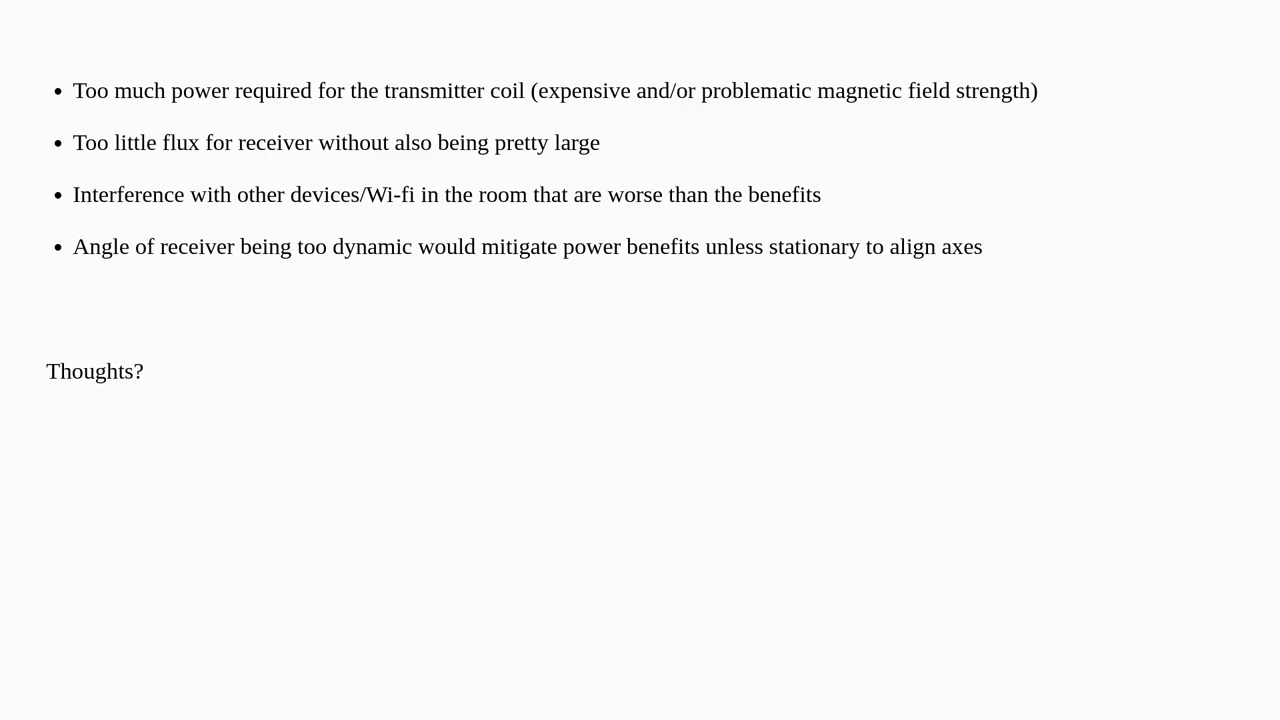 • Too much power required for the transmitter coil (expensive and/or problematic magnetic field strength)
• Too little flux for receiver without also being pretty large
• Interference with other devices/Wi-fi in the room that are worse than the benefits
• Angle of receiver being too dynamic would mitigate power benefits unless stationary to align axes
Thoughts?